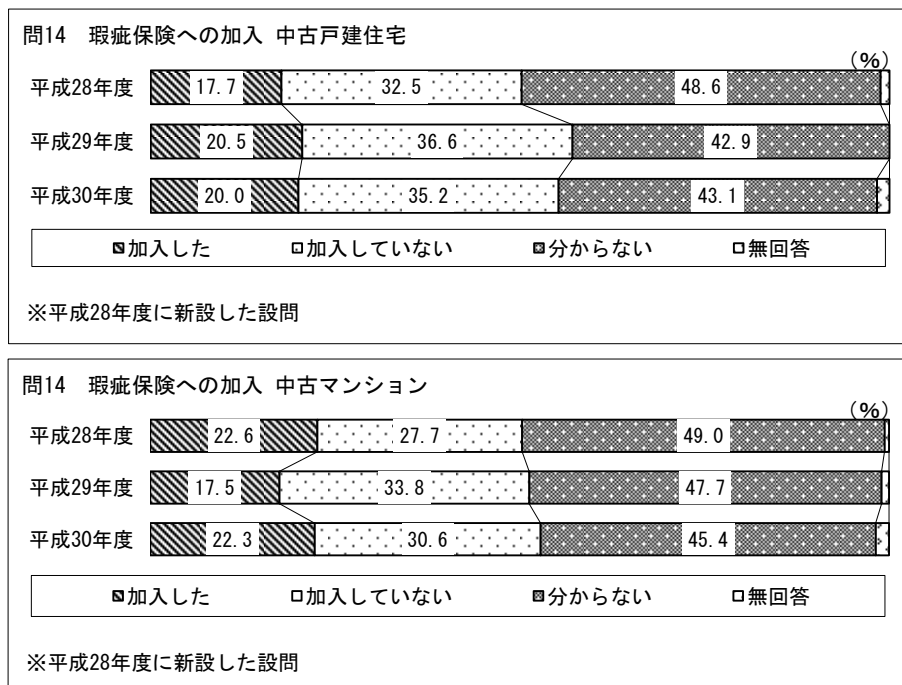 問14 瑕疵保険への加入 中古戸建住宅
（%）
平成28年度 17.7 32.5 48.6
平成29年度 20.5 36.6 42.9
平成30年度 20.0 35.2 43.1
加入した 加入していない 分からない 無回答
※平成28年度に新設した設問
問14 瑕疵保険への加入 中古マンション
（%）
平成28年度 22.6 27.7 49.0
平成29年度 17.5 33.8 47.7
平成30年度 22.3 30.6 45.4
加入した 加入していない 分からない 無回答
※平成28年度に新設した設問